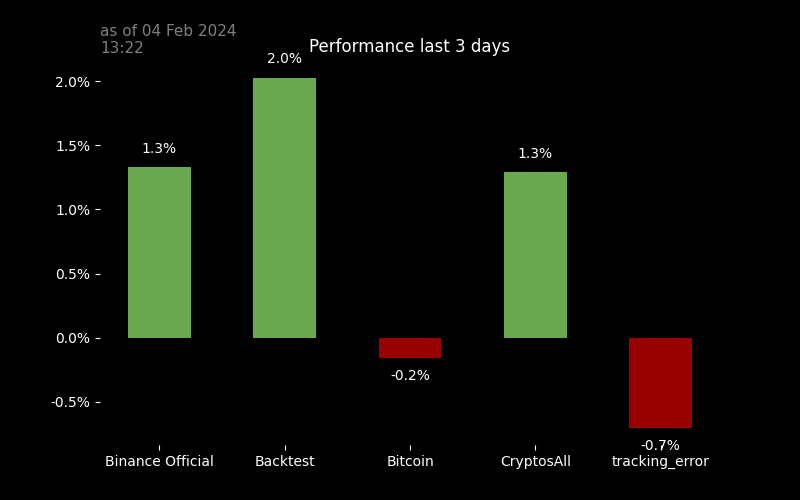 as of 04 Feb 2024
13:22
Performance last 3 days
2.0%
1.5%
1.0%
0.5%
0.0%
-0.5%
1.3%
2.0%
-0.2%
1.3%
-0.7%
Binance Official
Backtest
Bitcoin
CryptosAll
tracking_error